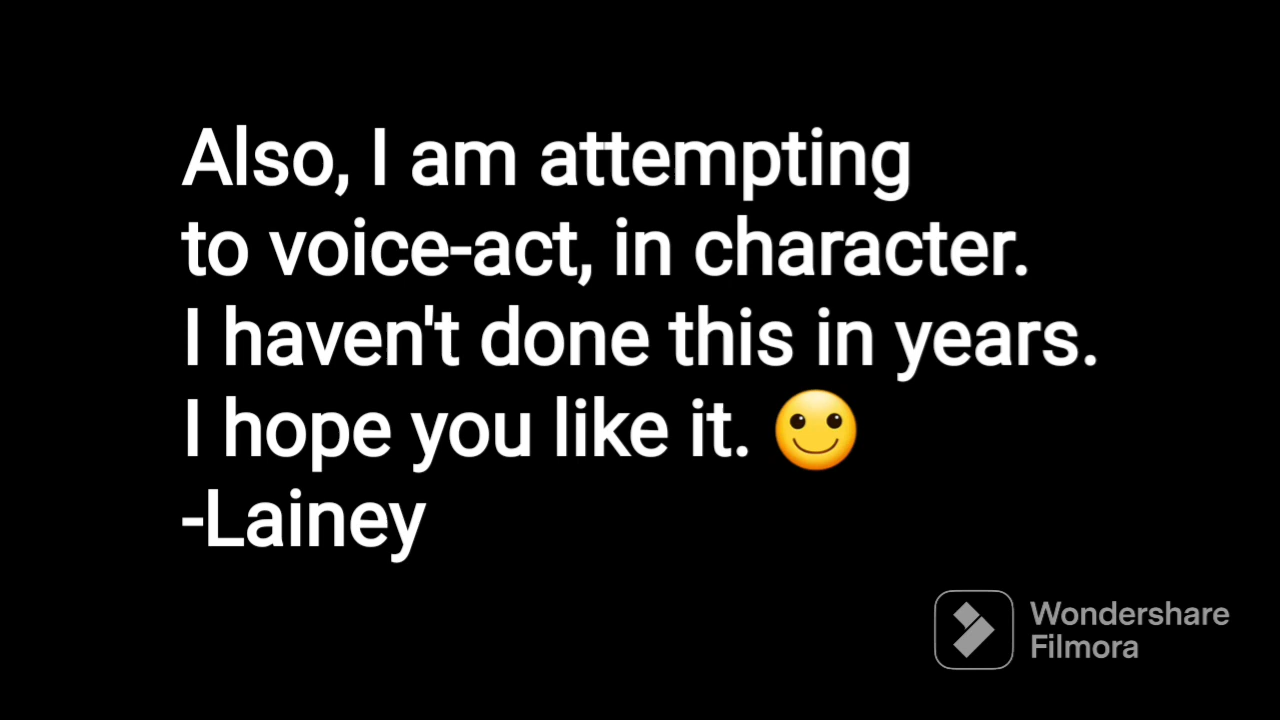 Also, I am attempting
to voice-act, in character.
I haven't done this in years.
I hope you like it. 🙂
-Lainey
Wondershare
Filmora